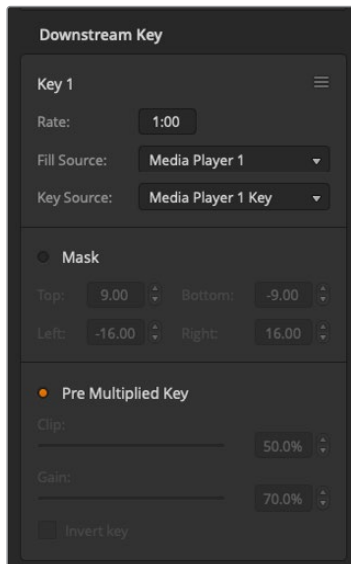 Downstream Key
Key 1
Rate: 1:00
Fill Source: Media Player 1
Key Source: Media Player 1 Key
Mask
Top: 9.00 Bottom: -9.00
Left: -16.00 Right: 16.00
Pre Multiplied Key
Clip:
50.0%
Gain:
70.0%
Invert key